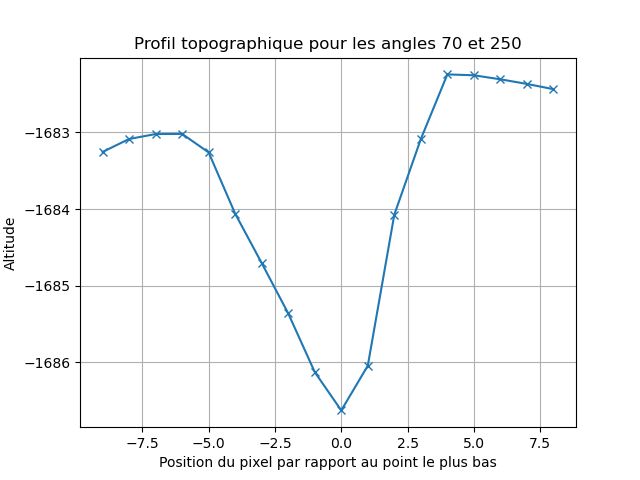 Profil topographique pour les angles 70 et 250
Altitude
−1683
−1684
−1685
−1686
−7.5 −5.0 −2.5 0.0 2.5 5.0 7.5
Position du pixel par rapport au point le plus bas